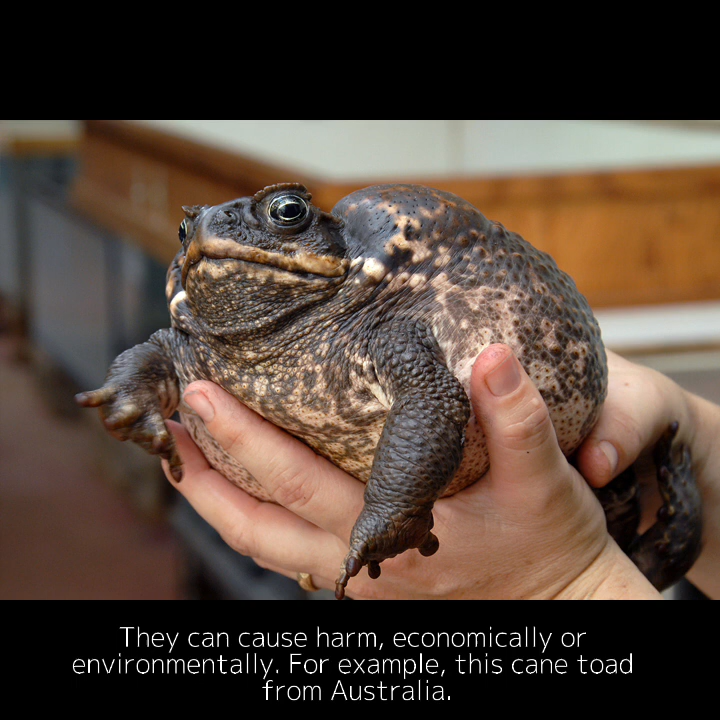 They can cause harm, economically or
environmentally. For example, this cane toad
from Australia.